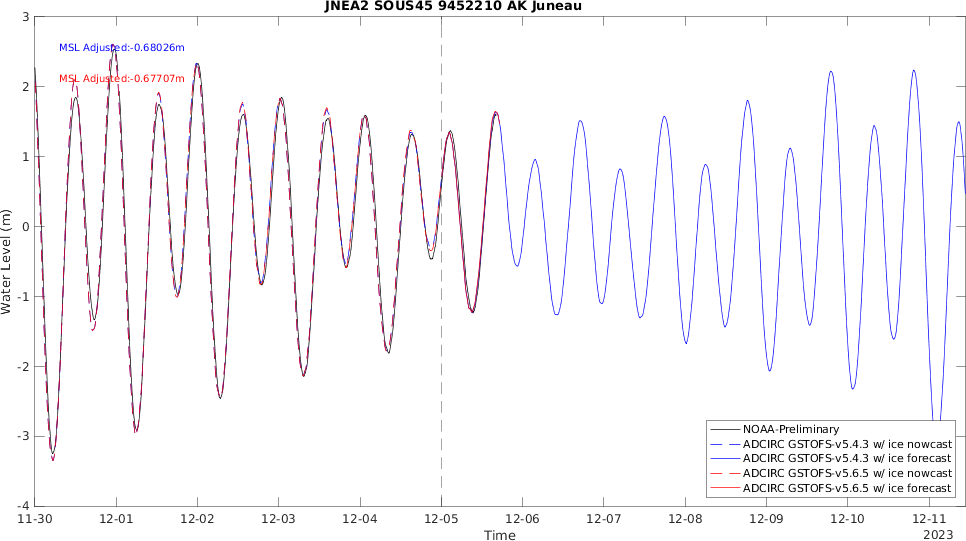 JNEA2 SOUS45 9452210 AK Juneau
3
MSL Adjusted:-0.68026m
2
MSL Adjusted:-0.67707m
1
0
-1
-2
-3
-4
Water Level (m)
NOAA-Preliminary
ADCIRC GSTOFS-v5.4.3 w/ ice nowcast
ADCIRC GSTOFS-v5.4.3 w/ ice forecast
ADCIRC GSTOFS-v5.6.5 w/ ice nowcast
ADCIRC GSTOFS-v5.6.5 w/ ice forecast
11-30 12-01 12-02 12-03 12-04 12-05 12-06 12-07 12-08 12-09 12-10 12-11
2023
Time